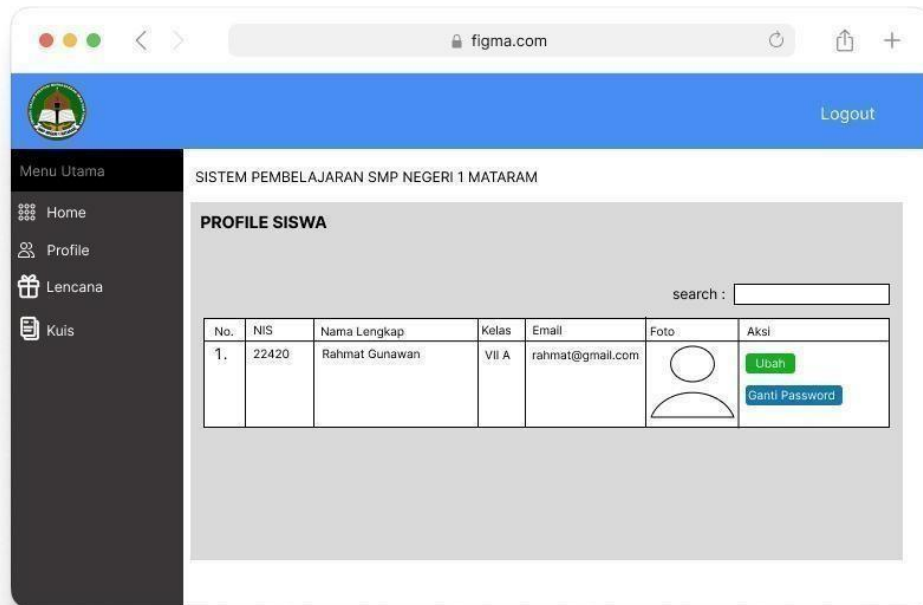 figma.com
Logout
Menu Utama
Home
Profile
Lencana
Kuis
SISTEM PEMBELAJARAN SMP NEGERI 1 MATARAM
PROFILE SISWA
search :
No. NIS Nama Lengkap Kelas Email Foto Aksi
1. 22420 Rahmat Gunawan VII A rahmat@gmail.com Ubah
Ganti Password